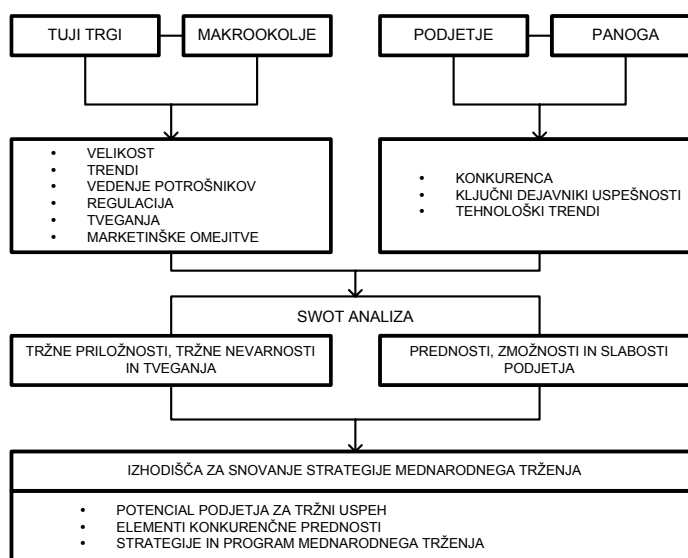 TUJI TRGI
MAKROOKOLJE
PODJETJE
PANOGA
• VELIKOST
• TRENDI
• VEDENJE POTROŠNIKOV
• REGULACIJA
• TVEGANJA
• MARKETINŠKE OMEJITVE
• KONKURENCA
• KLJUČNI DEJAVNIKI USPEŠNOSTI
• TEHNOLOŠKI TRENDI
SWOT ANALIZA
TRŽNE PRILOŽNOSTI, TRŽNE NEVARNOSTI
IN TVEGANJA
PREDNOSTI, ZMOŽNOSTI IN SLABOSTI
PODJETJA
IZHODIŠČA ZA SNOVANJE STRATEGIJE MEDNARODNEGA TRŽENJA
• POTENCIAL PODJETJA ZA TRŽNI USPEH
• ELEMENTI KONKURENČNE PREDNOSTI
• STRATEGIJE IN PROGRAM MEDNARODNEGA TRŽENJA